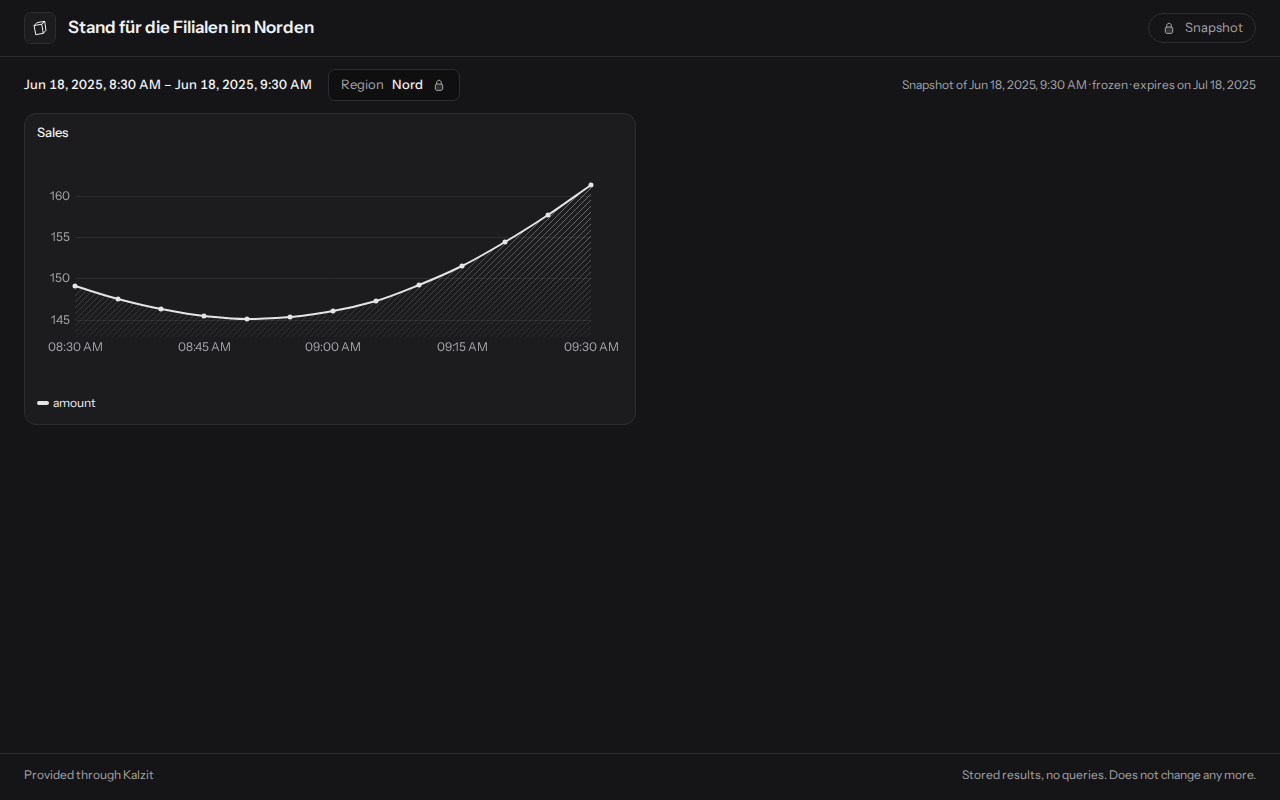 Stand für die Filialen im Norden
Snapshot
Jun 18, 2025, 8:30 AM – Jun 18, 2025, 9:30 AM
Region Nord
Snapshot of Jun 18, 2025, 9:30 AM · frozen · expires on Jul 18, 2025
Sales
160
155
150
145
08:30 AM 08:45 AM 09:00 AM 09:15 AM 09:30 AM
amount
Provided through Kalzit
Stored results, no queries. Does not change any more.